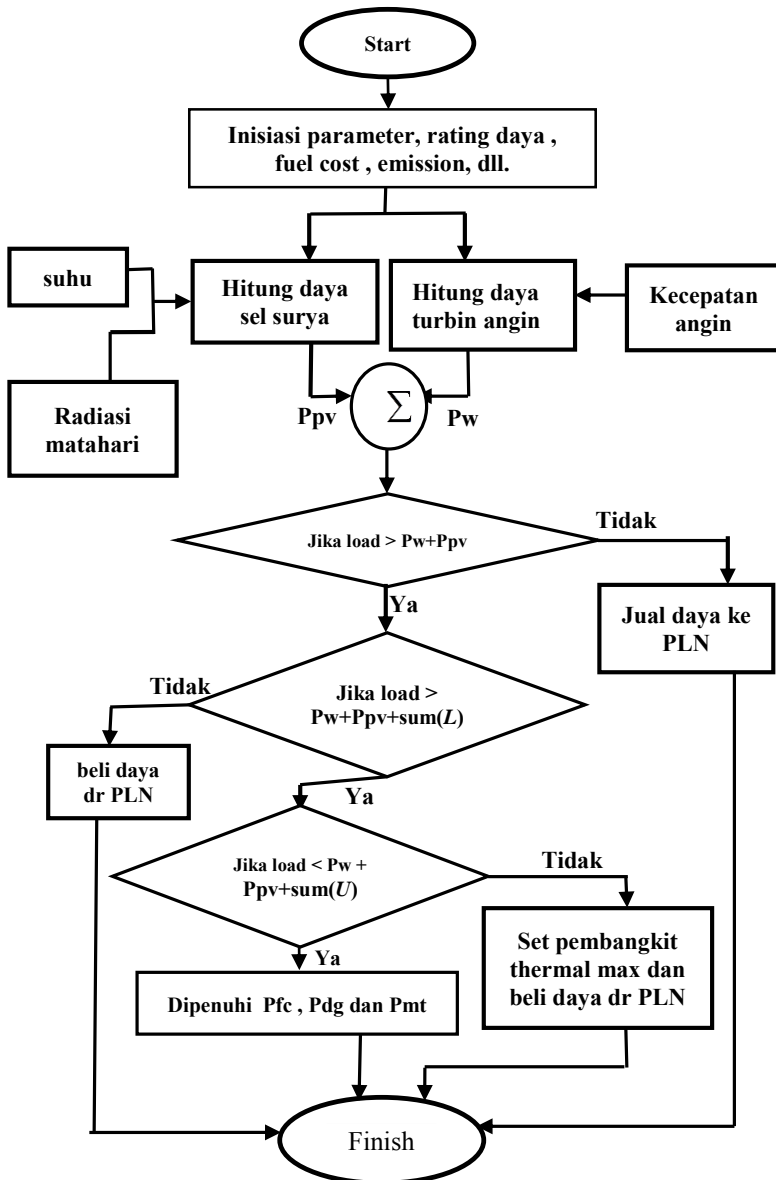 Start
Inisiasi parameter, rating daya ,
fuel cost , emission, dll.
suhu
Hitung daya
sel surya
Hitung daya
turbin angin
Kecepatan
angin
Radiasi
matahari
Ppv
∑
Pw
Jika load > Pw+Ppv
Tidak
Ya
Jual daya ke
PLN
Tidak
Jika load >
Pw+Ppv+sum(L)
beli daya
dr PLN
Ya
Jika load < Pw +
Ppv+sum(U)
Tidak
Ya
Set pembangkit
thermal max dan
beli daya dr PLN
Dipenuhi Pfc , Pdg dan Pmt
Finish